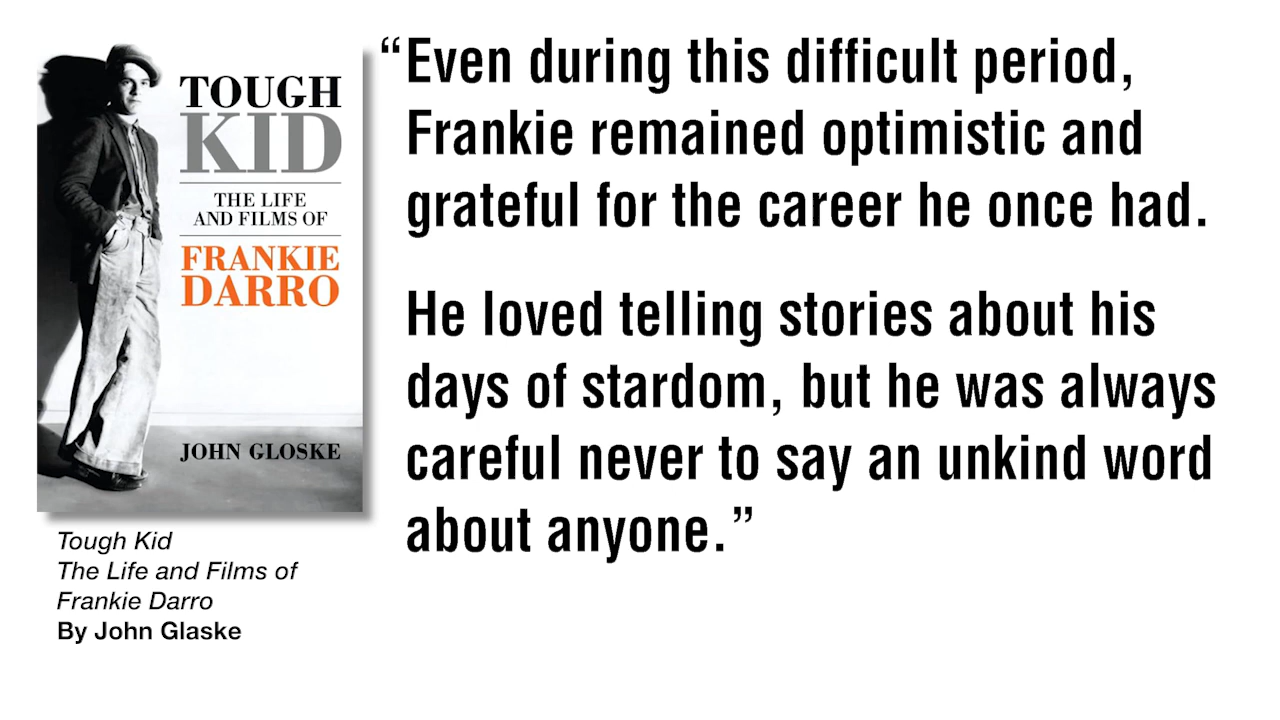 TOUGH
KID
THE LIFE
AND FILMS OF
FRANKIE
DARRO
JOHN GLOSKE
Tough Kid
The Life and Films of
Frankie Darro
By John Glaske
“Even during this difficult period,
Frankie remained optimistic and
grateful for the career he once had.
He loved telling stories about his
days of stardom, but he was always
careful never to say an unkind word
about anyone.”